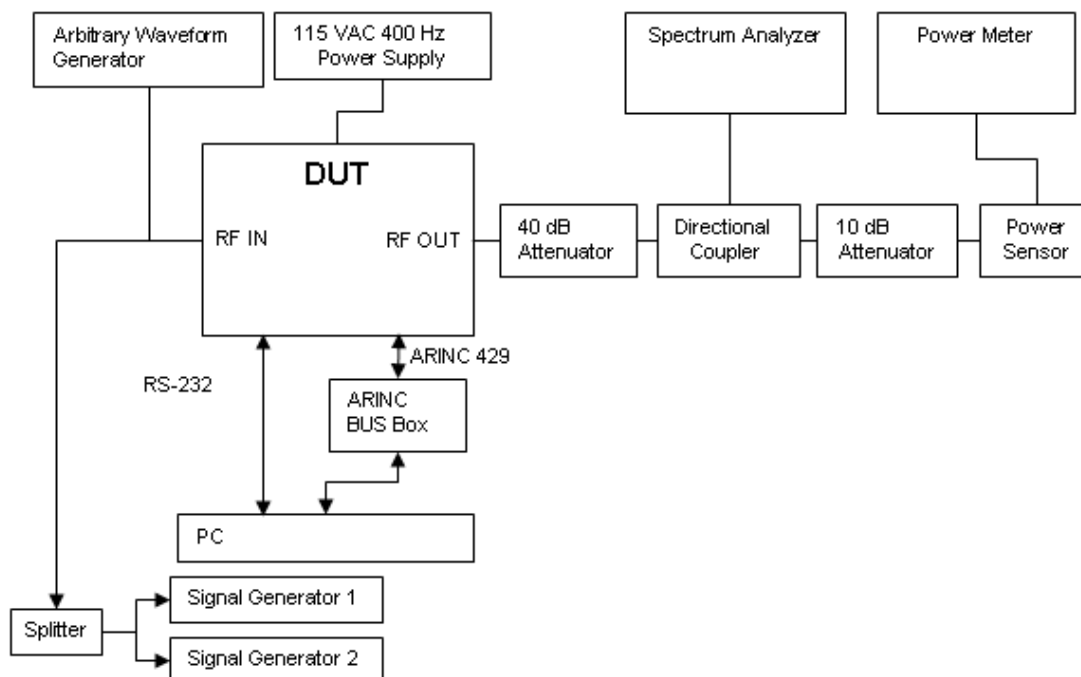 Arbitrary Waveform
Generator
115 VAC 400 Hz
Power Supply
Spectrum Analyzer
Power Meter
DUT
RF IN
RF OUT
40 dB
Attenuator
Directional
Coupler
10 dB
Attenuator
Power
Sensor
ARINC 429
RS-232
ARINC
BUS Box
PC
Splitter
Signal Generator 1
Signal Generator 2